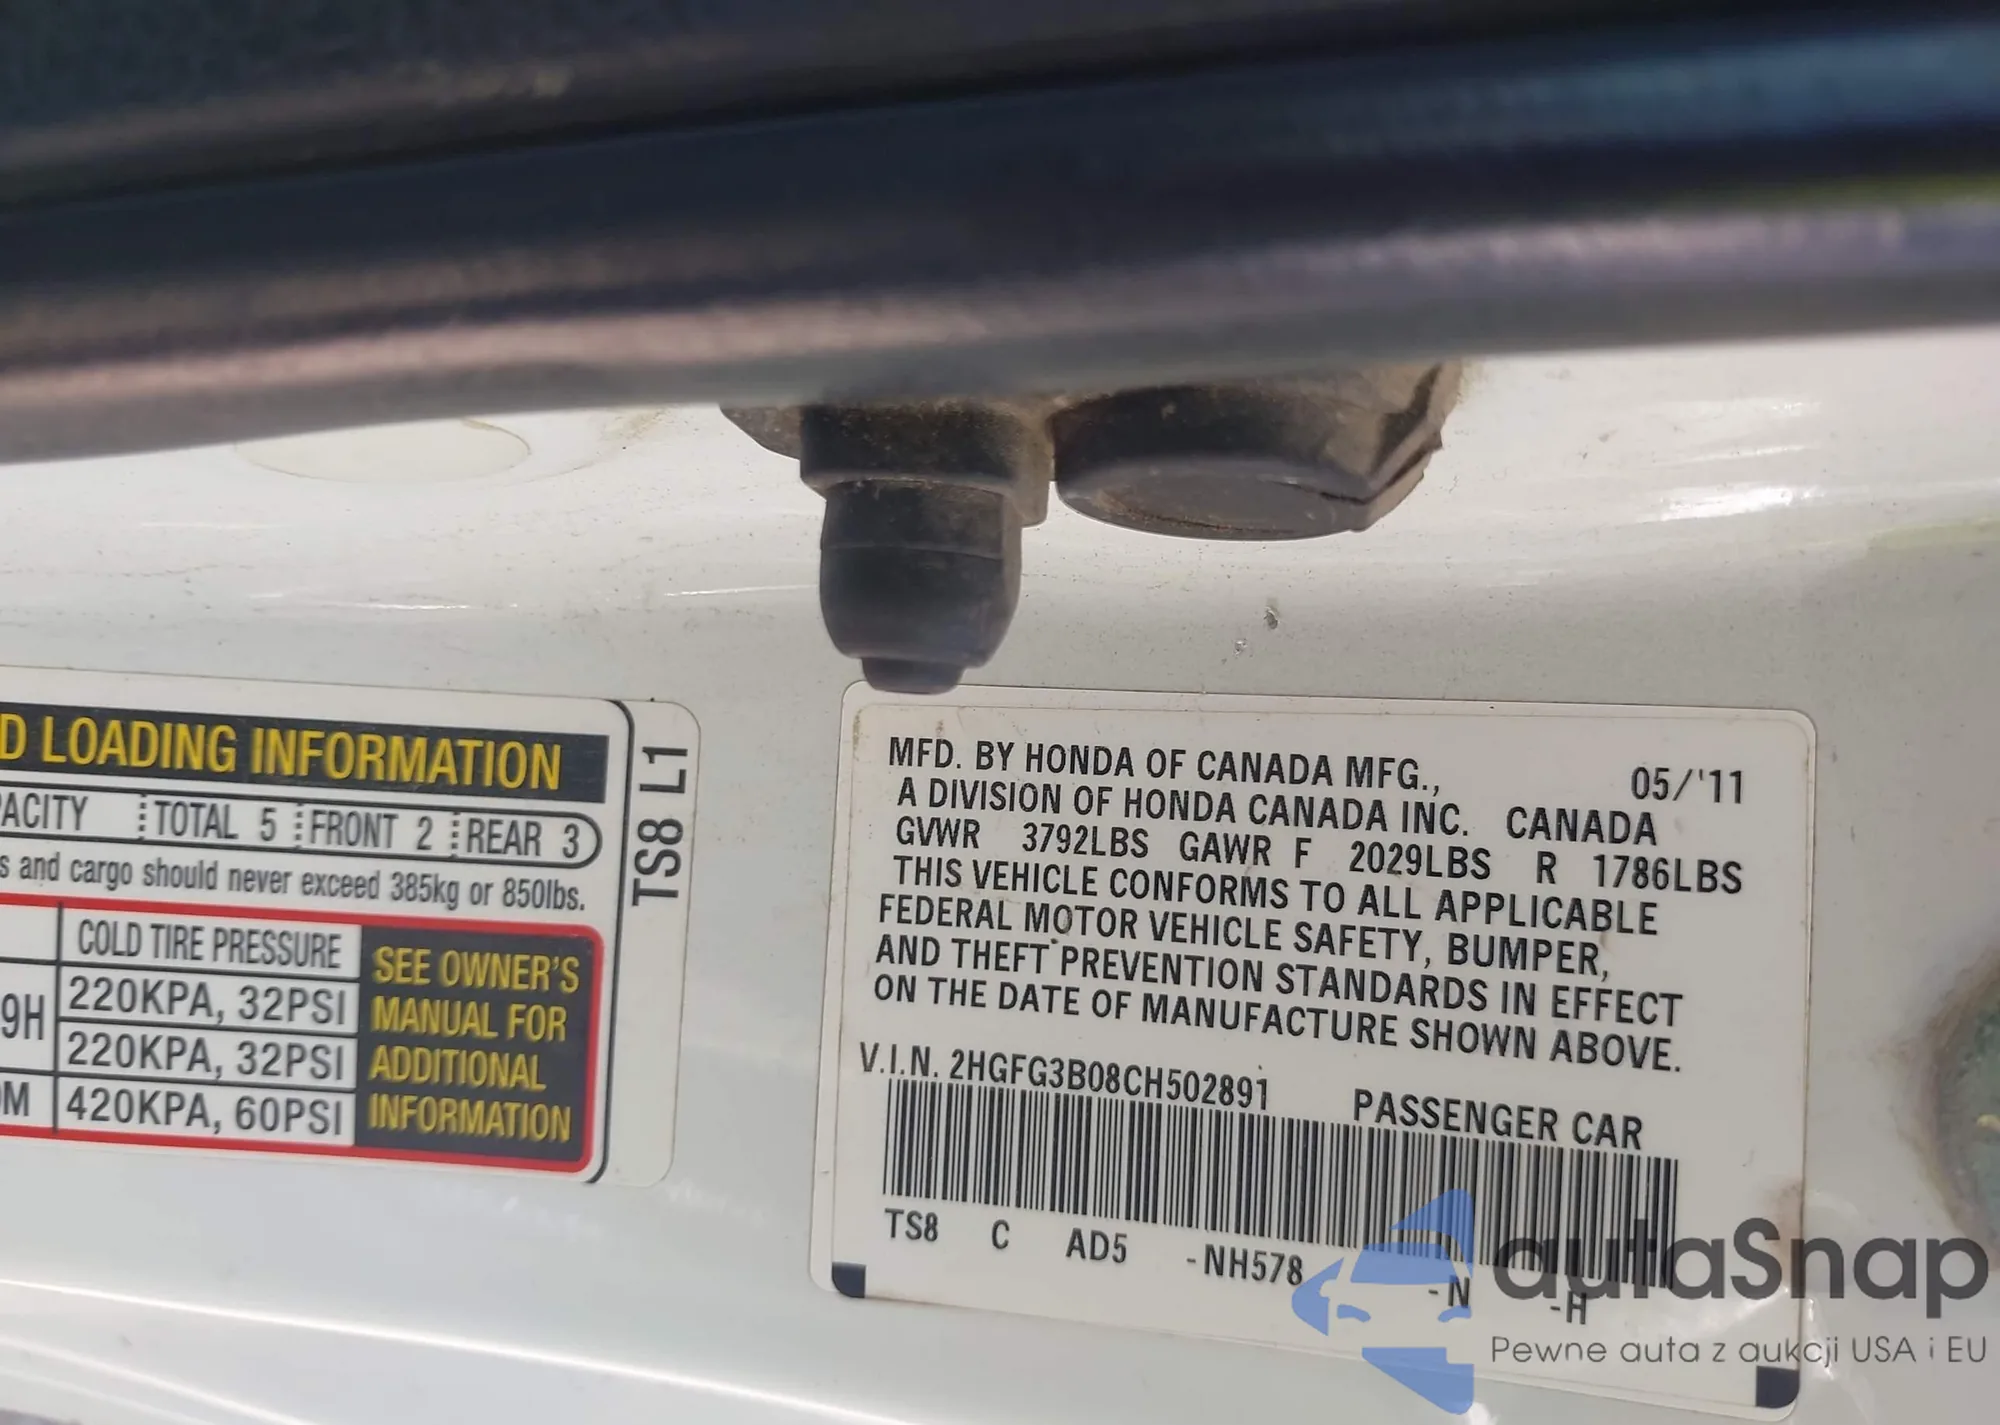 D LOADING INFORMATION
PACITY TOTAL 5 FRONT 2 REAR 3
s and cargo should never exceed 385kg or 850lbs.
COLD TIRE PRESSURE
9H 220KPA, 32PSI
220KPA, 32PSI
0M 420KPA, 60PSI
SEE OWNER'S
MANUAL FOR
ADDITIONAL
INFORMATION
TS8 L1
MFD. BY HONDA OF CANADA MFG., 05/'11
A DIVISION OF HONDA CANADA INC. CANADA
GVWR 3792LBS GAWR F 2029LBS R 1786LBS
THIS VEHICLE CONFORMS TO ALL APPLICABLE
FEDERAL MOTOR VEHICLE SAFETY, BUMPER,
AND THEFT PREVENTION STANDARDS IN EFFECT
ON THE DATE OF MANUFACTURE SHOWN ABOVE.
V.I.N. 2HGFG3B08CH502891 PASSENGER CAR
TS8 C AD5 -NH578 -N -H
autaSnap
Pewne auta z aukcji USA i EU